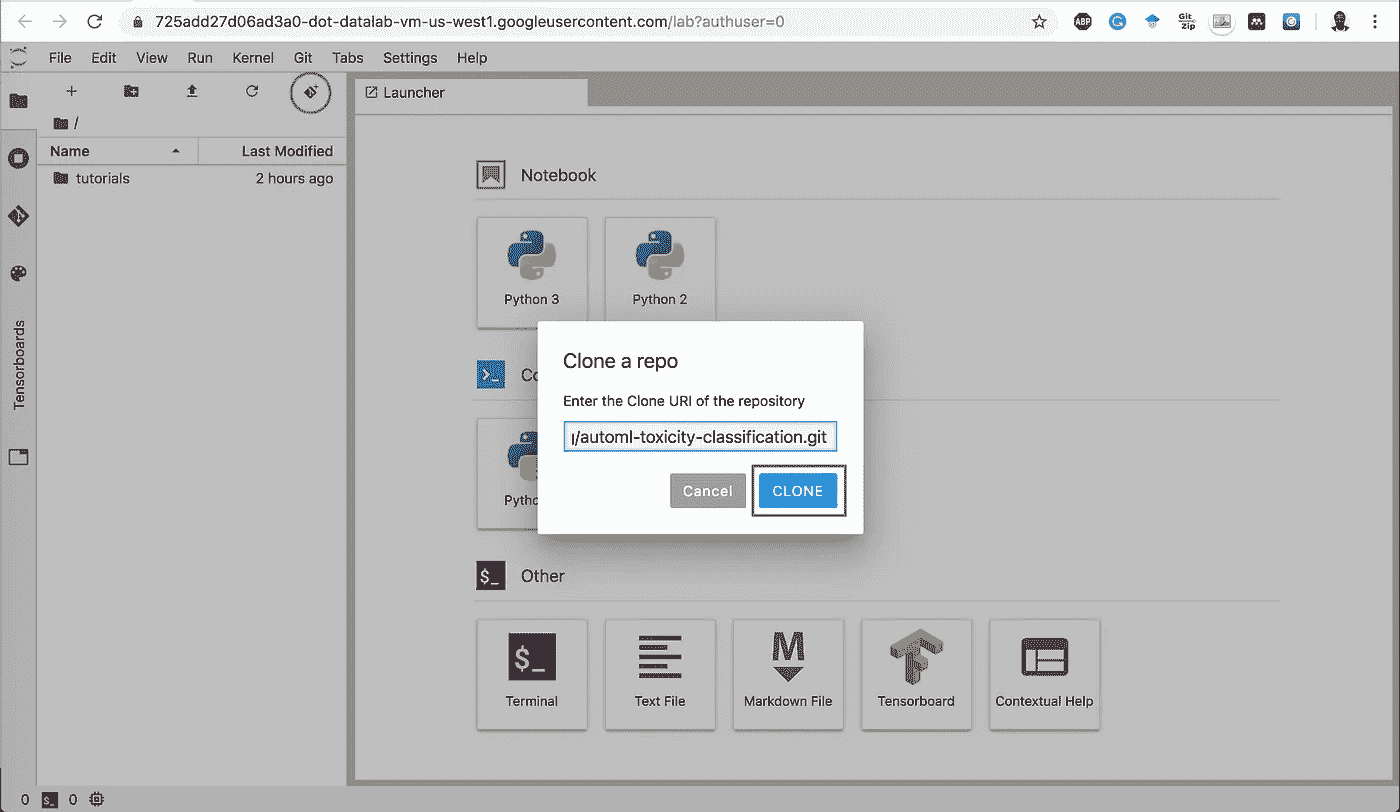 725add27d06ad3a0-dot-datalab-vm-us-west1.googleusercontent.com/lab?authuser=0
ABP
Git Zip
File Edit View Run Kernel Git Tabs Settings Help
Launcher
/
Name Last Modified
tutorials 2 hours ago
Notebook
Python 3 Python 2
Tensorboards
Clone a repo
Enter the Clone URI of the repository
/automl-toxicity-classification.git
Cancel CLONE
$_ Other
$_
Terminal Text File Markdown File Tensorboard Contextual Help
0 $_ 0